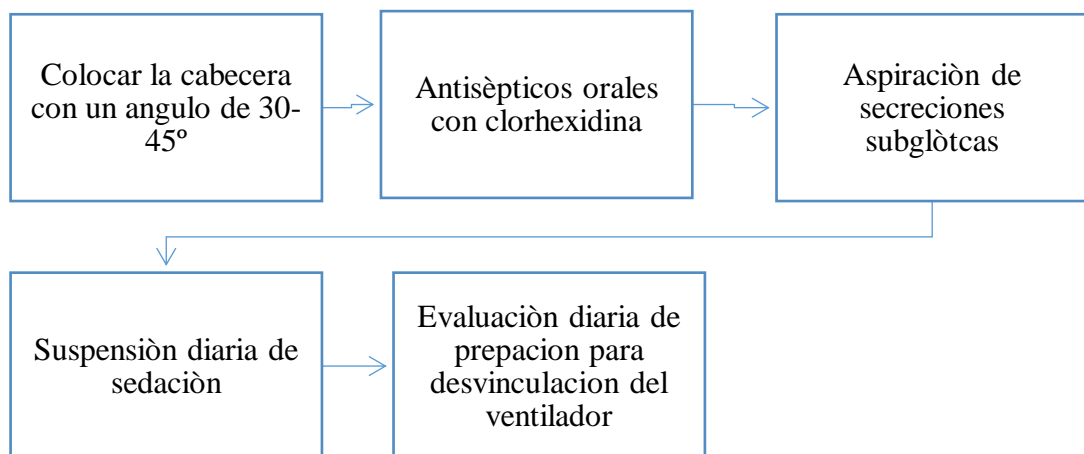 Colocar la cabecera
con un angulo de 30-
45º
Antisèpticos orales
con clorhexidina
Aspiraciòn de
secreciones
subglòtcas
Suspensiòn diaria de
sedaciòn
Evaluaciòn diaria de
prepacion para
desvinculacion del
ventilador